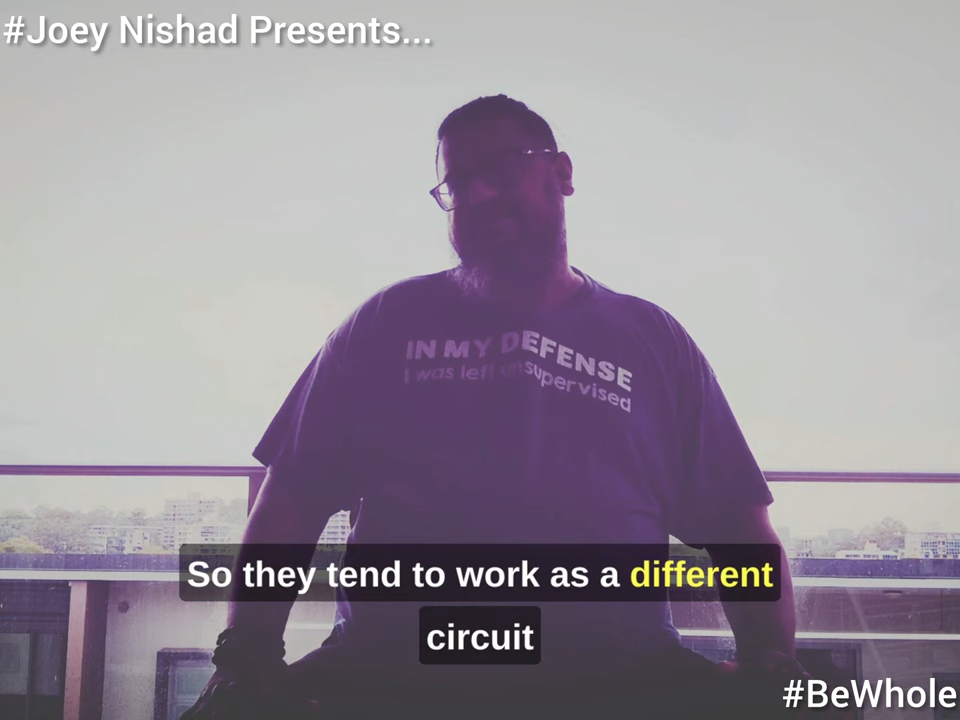 #Joey Nishad Presents...
IN MY DEFENSE
I was left unsupervised
So they tend to work as a different
circuit
#BeWhole